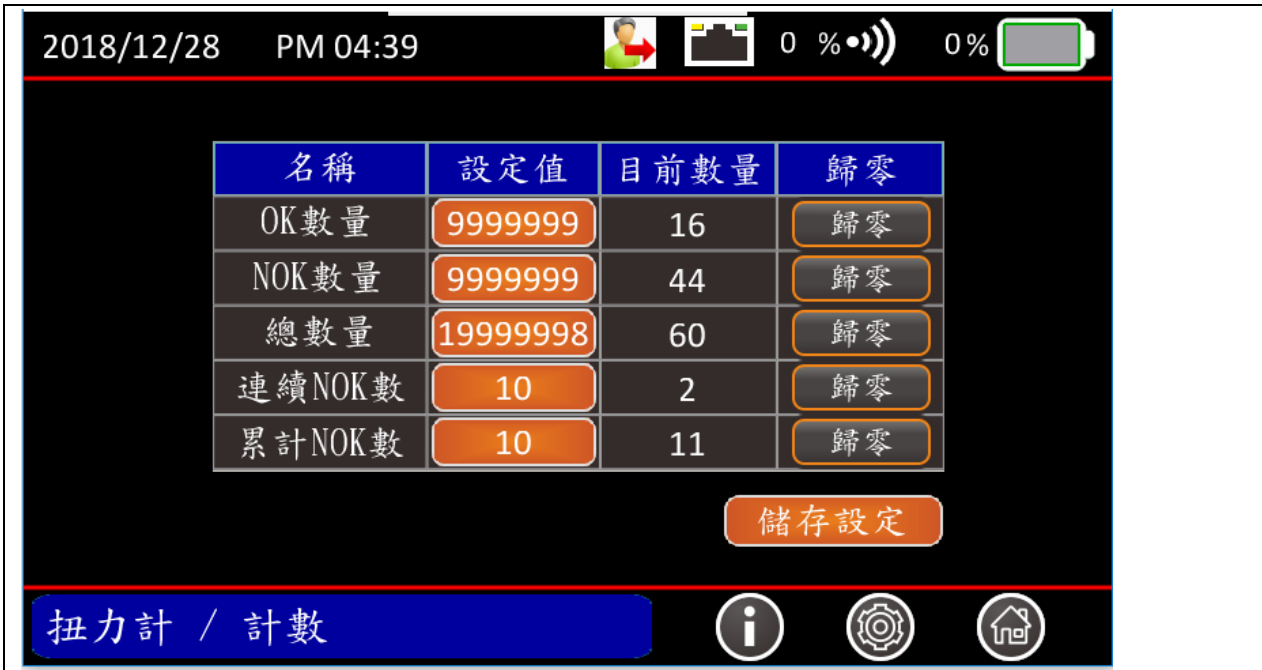 2018/12/28 PM 04:39 0 % 0%
名稱 設定值 目前數量 歸零
OK數量 9999999 16 歸零
NOK數量 9999999 44 歸零
總數量 19999998 60 歸零
連續NOK數 10 2 歸零
累計NOK數 10 11 歸零
儲存設定
扭力計 / 計數